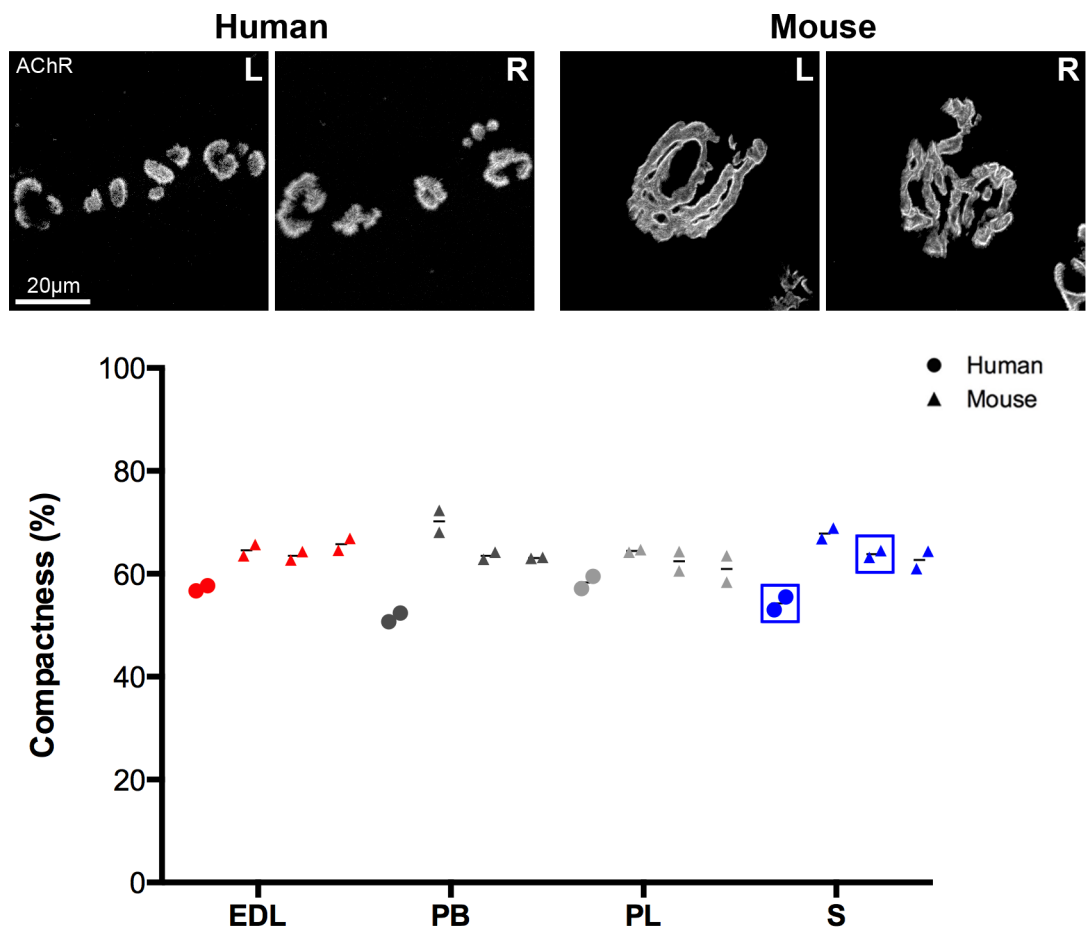 Human
Mouse
AChR
L
R
L
R
20µm
Human
Mouse
Compactness (%)
100
80
60
40
20
0
EDL
PB
PL
S